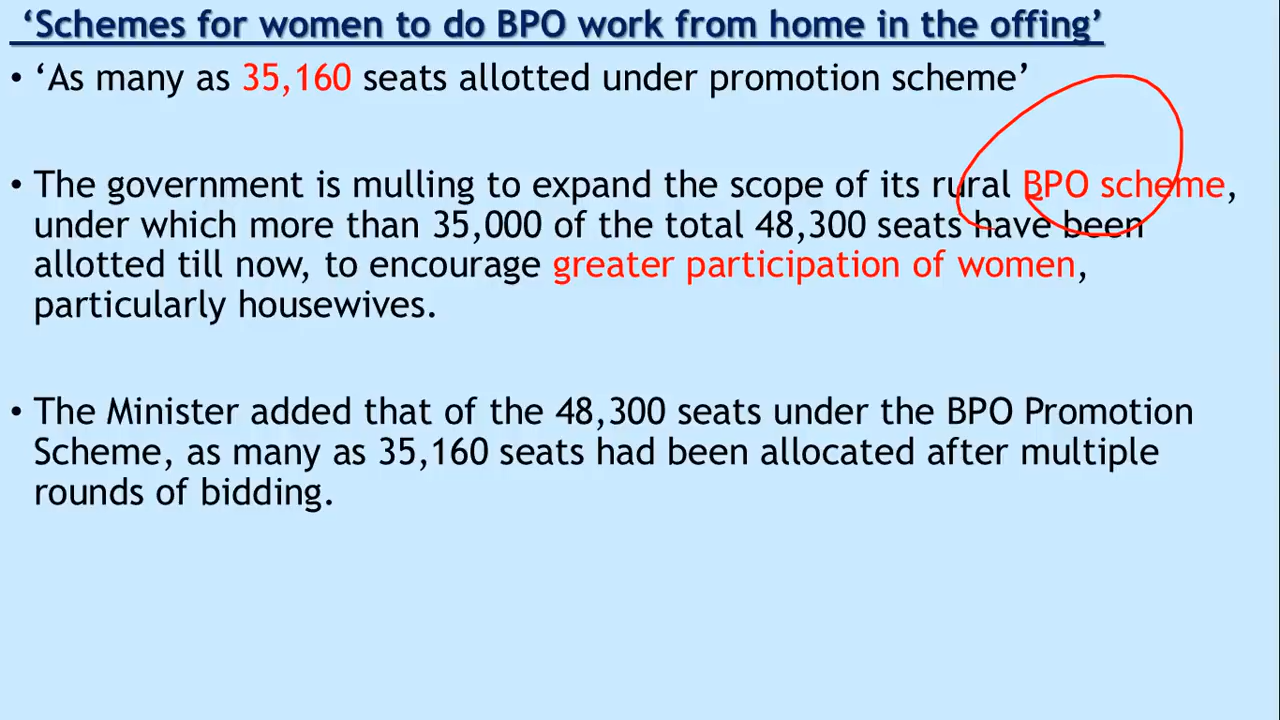 ‘Schemes for women to do BPO work from home in the offing’
• ‘As many as 35,160 seats allotted under promotion scheme’
• The government is mulling to expand the scope of its rural BPO scheme,
under which more than 35,000 of the total 48,300 seats have been
allotted till now, to encourage greater participation of women,
particularly housewives.
• The Minister added that of the 48,300 seats under the BPO Promotion
Scheme, as many as 35,160 seats had been allocated after multiple
rounds of bidding.